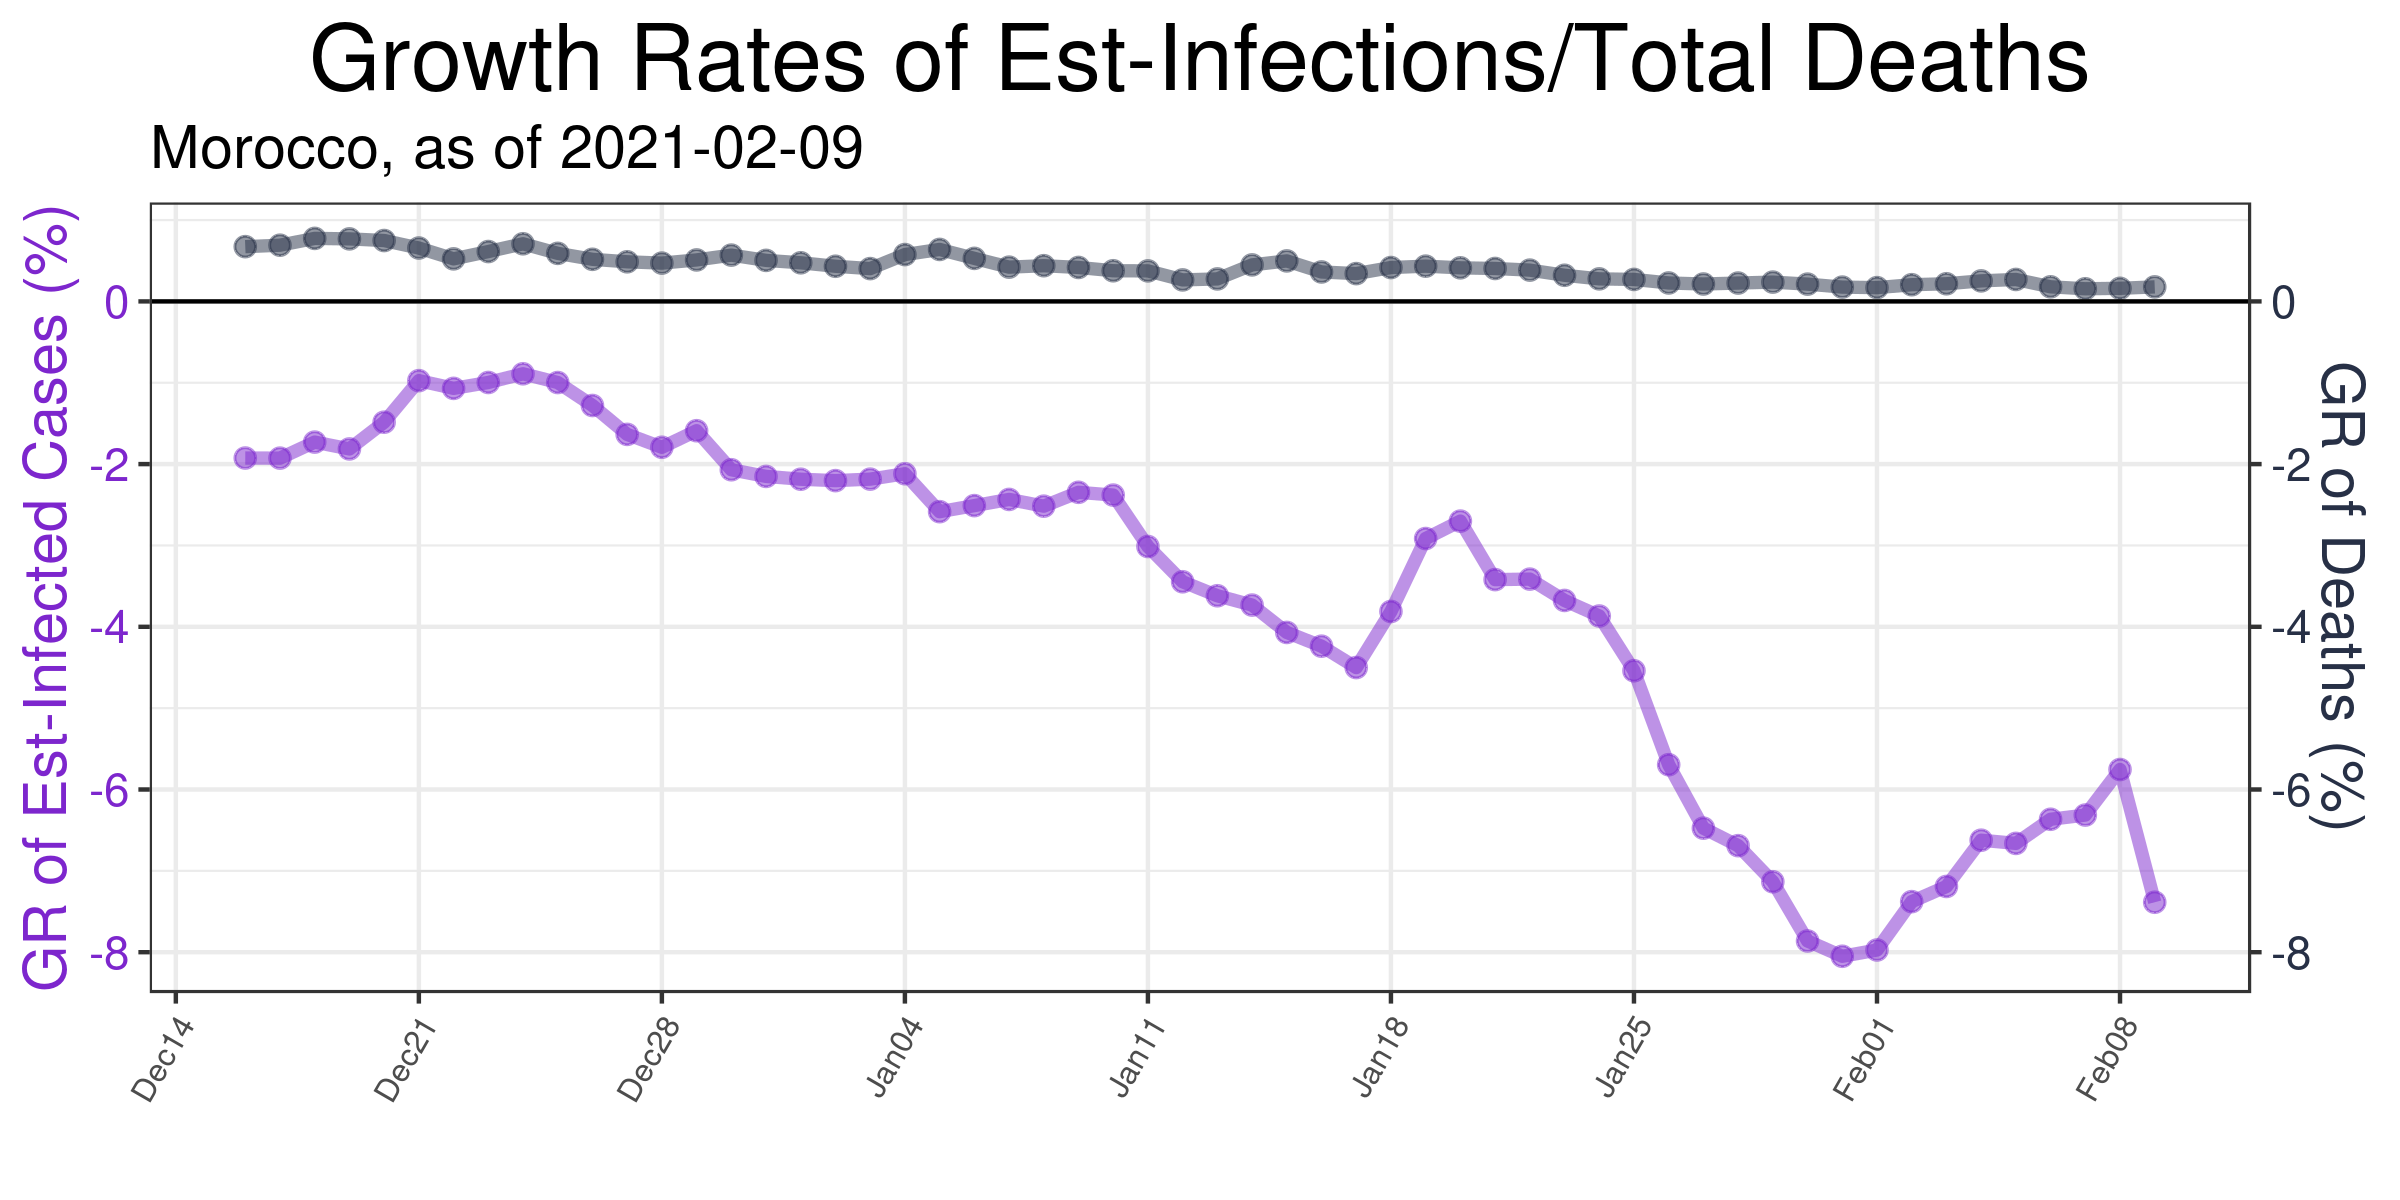 Growth Rates of Est-Infections/Total Deaths
Morocco, as of 2021-02-09
GR of Est-Infected Cases (%)
0
-2
-4
-6
-8
0
-2
-4
-6
-8
GR of Deaths (%)
Dec14
Dec21
Dec28
Jan04
Jan11
Jan18
Jan25
Feb01
Feb08